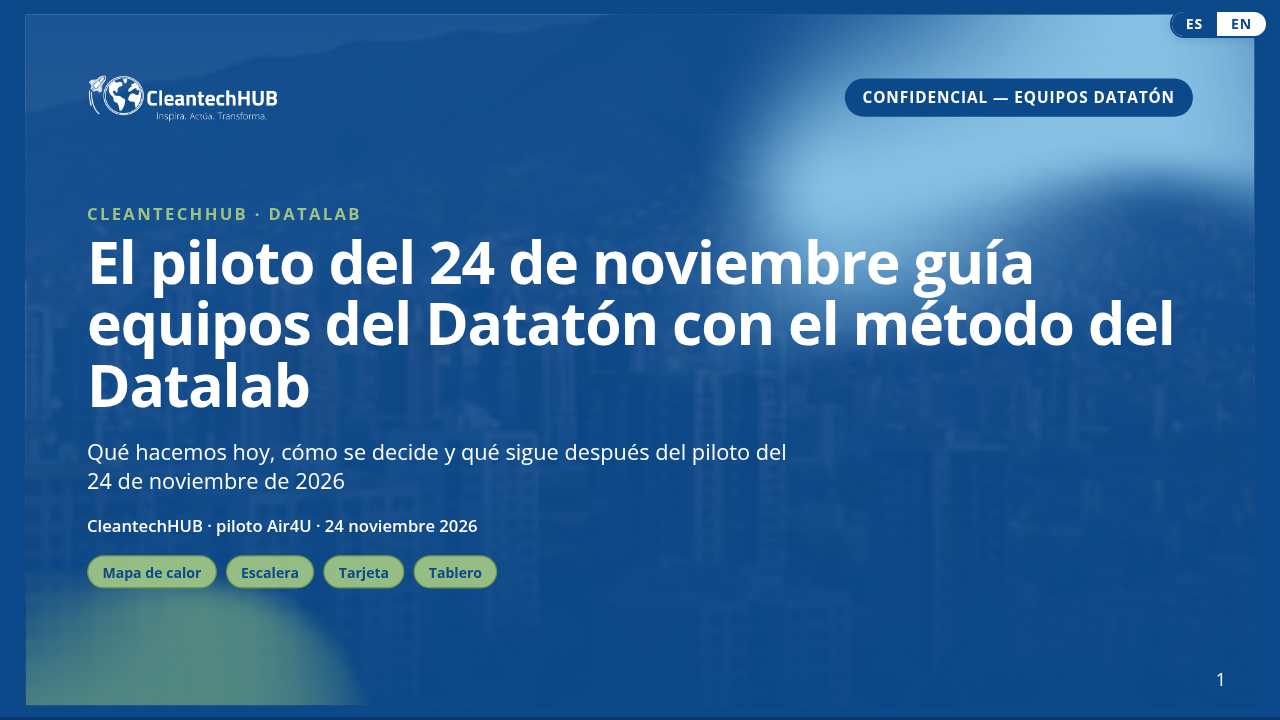 ES EN
CleantechHUB
Inspira. Actúa. Transforma.
CONFIDENCIAL — EQUIPOS DATATÓN
CLEANTECHHUB · DATALAB
El piloto del 24 de noviembre guía
equipos del Datatón con el método del
Datalab
Qué hacemos hoy, cómo se decide y qué sigue después del piloto del
24 de noviembre de 2026
CleantechHUB · piloto Air4U · 24 noviembre 2026
Mapa de calor Escalera Tarjeta Tablero
1